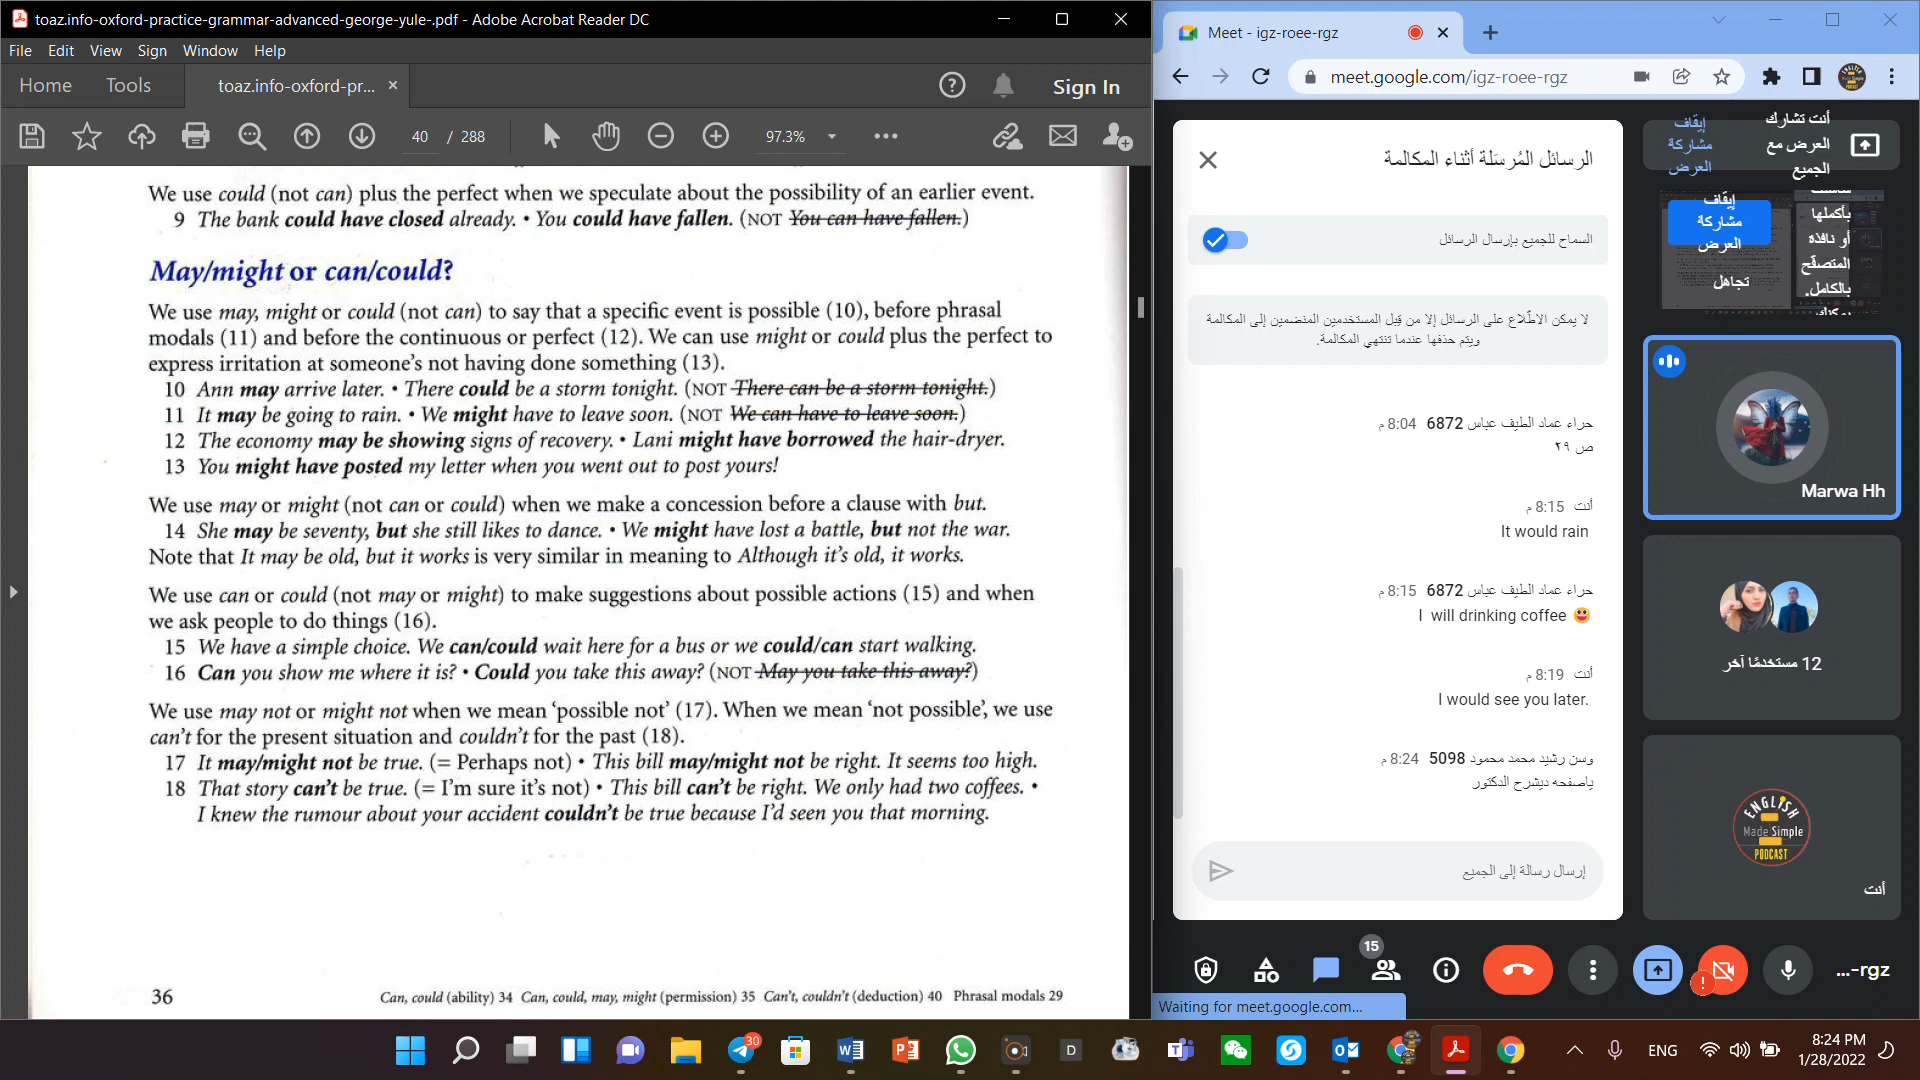 toaz.info-oxford-practice-grammar-advanced-george-yule-.pdf - Adobe Acrobat Reader DC
File Edit View Sign Window Help
Home Tools toaz.info-oxford-pr... × Sign In
40 / 288 97.3%
We use could (not can) plus the perfect when we speculate about the possibility of an earlier event.
9 The bank could have closed already. • You could have fallen. (NOT You can have fallen.)
May/might or can/could?
We use may, might or could (not can) to say that a specific event is possible (10), before phrasal
modals (11) and before the continuous or perfect (12). We can use might or could plus the perfect to
express irritation at someone's not having done something (13).
10 Ann may arrive later. • There could be a storm tonight. (NOT There can be a storm tonight.)
11 It may be going to rain. • We might have to leave soon. (NOT We can have to leave soon.)
12 The economy may be showing signs of recovery. • Lani might have borrowed the hair-dryer.
13 You might have posted my letter when you went out to post yours!
We use may or might (not can or could) when we make a concession before a clause with but.
14 She may be seventy, but she still likes to dance. • We might have lost a battle, but not the war.
Note that It may be old, but it works is very similar in meaning to Although it's old, it works.
We use can or could (not may or might) to make suggestions about possible actions (15) and when
we ask people to do things (16).
15 We have a simple choice. We can/could wait here for a bus or we could/can start walking.
16 Can you show me where it is? • Could you take this away? (NOT May you take this away?)
We use may not or might not when we mean 'possible not' (17). When we mean 'not possible', we use
can't for the present situation and couldn't for the past (18).
17 It may/might not be true. (= Perhaps not) • This bill may/might not be right. It seems too high.
18 That story can't be true. (= I'm sure it's not) • This bill can't be right. We only had two coffees. •
I knew the rumour about your accident couldn't be true because I'd seen you that morning.
36 Can, could (ability) 34 Can, could, may, might (permission) 35 Can't, couldn't (deduction) 40 Phrasal modals 29
Meet - igz-roee-rgz
meet.google.com/igz-roee-rgz
الرسائل المُرسَلة أثناء المكالمة
السماح للجميع بإرسال الرسائل
لا يمكن الاطّلاع على الرسائل إلا من قِبل المستخدمين المنضمين إلى المكالمة
ويتم حذفها عندما تنتهي المكالمة.
حراء عماد الطيف عباس 6872 8:04 م
ص ٢٩
أنت 8:15 م
It would rain
حراء عماد الطيف عباس 6872 8:15 م
I will drinking coffee 😃
أنت 8:19 م
I would see you later.
وسن رشيد محمد محمود 5098 8:24 م
ياصفحه ديشرح الدكتور
إرسال رسالة إلى الجميع
أنت تشارك
العرض مع
الجميع
إيقاف
مشاركة
العرض
إيقاف
مشاركة
العرض
تجاهل
بأكملها
أو نافذة
المتصفّح
بالكامل.
Marwa Hh
12 مستخدمًا آخر
ENGLISH
Made Simple
PODCAST
أنت
15
...-rgz
Waiting for meet.google.com...
30
D
ENG
8:24 PM
1/28/2022